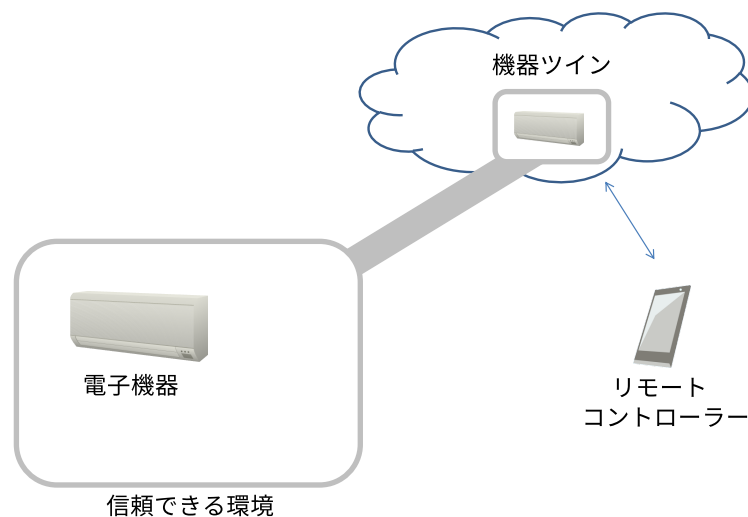 機器ツイン
電子機器
リモート
コントローラー
信頼できる環境